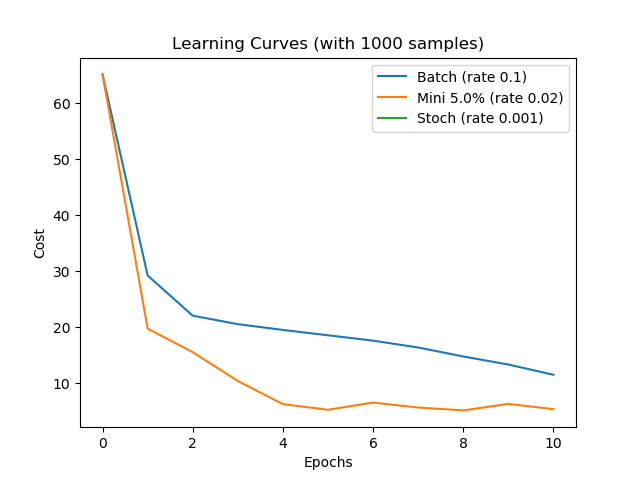 Learning Curves (with 1000 samples)
Batch (rate 0.1)
Mini 5.0% (rate 0.02)
Stoch (rate 0.001)
60
50
40
30
20
10
Cost
0
2
4
6
8
10
Epochs